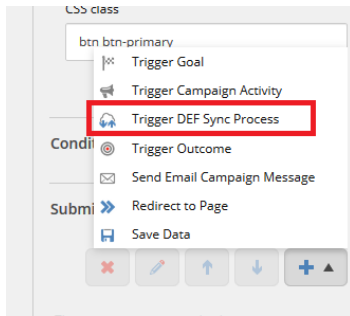 CSS class
btn btn-primary
Trigger Goal
Trigger Campaign Activity
Trigger DEF Sync Process
Condit
Trigger Outcome
Send Email Campaign Message
Submi
Redirect to Page
Save Data